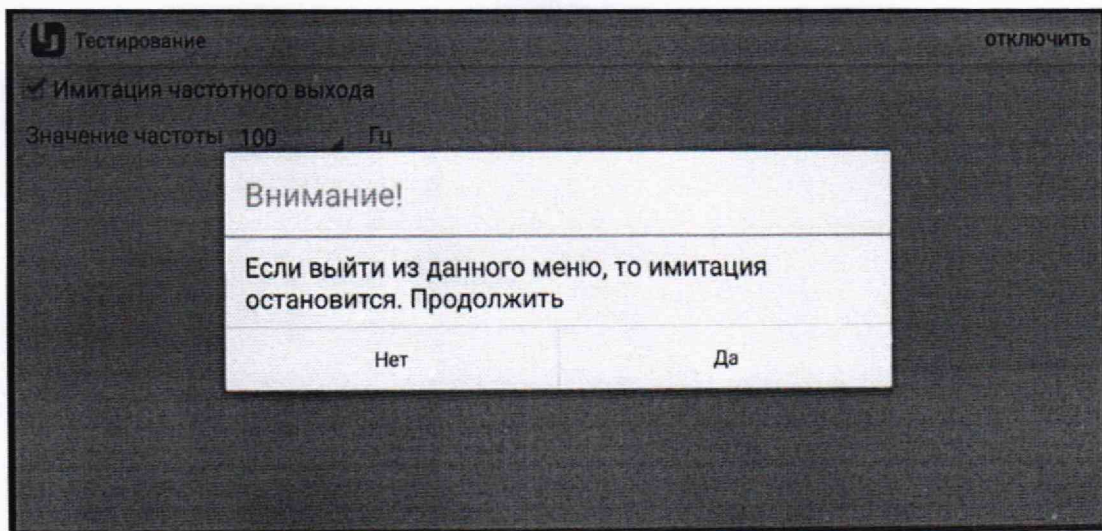 Тестирование
ОТКЛЮЧИТЬ
Имитация частотного выхода
Значение частоты 100 Гц
Внимание!
Если выйти из данного меню, то имитация
остановится. Продолжить
Нет
Да